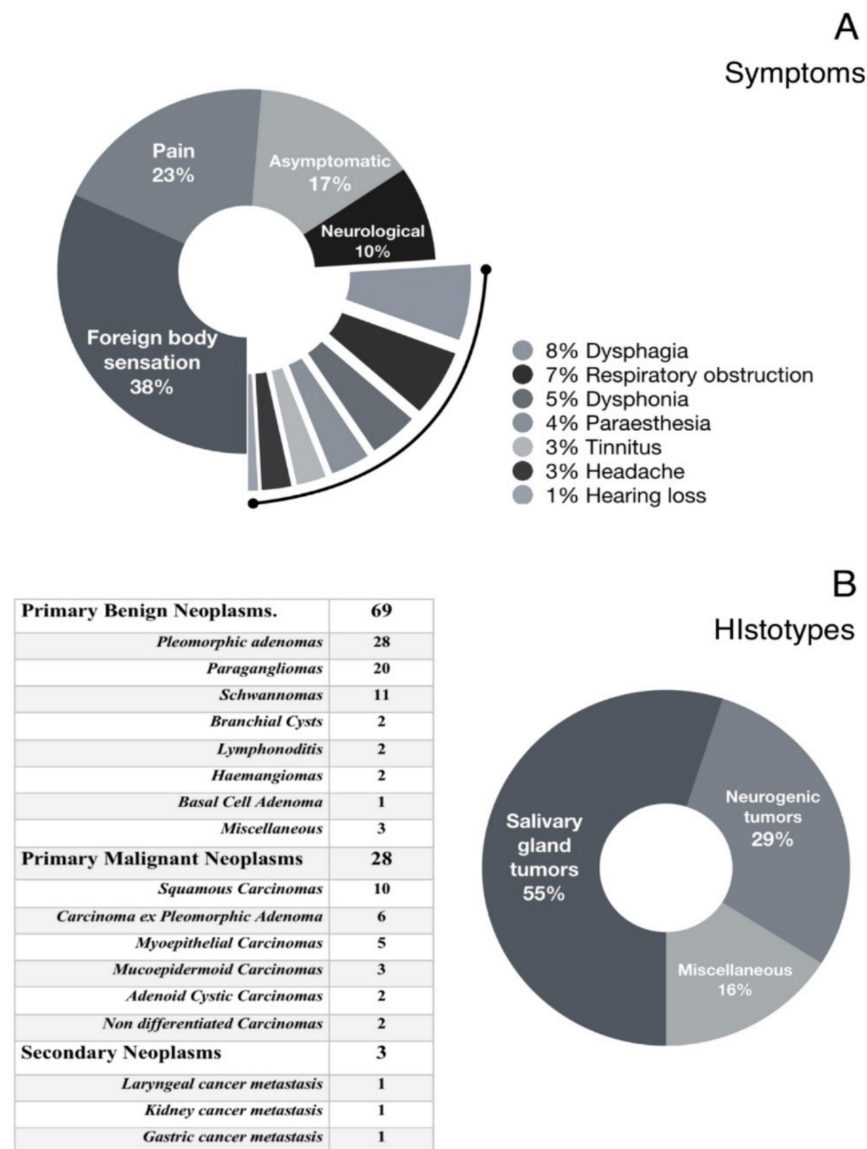 A
Symptoms
Pain
23%
Asymptomatic
17%
Neurological
10%
Foreign body
sensation
38%
8% Dysphagia
7% Respiratory obstruction
5% Dysphonia
4% Paraesthesia
3% Tinnitus
3% Headache
1% Hearing loss
B
HIstotypes
Primary Benign Neoplasms. 69
Pleomorphic adenomas 28
Paragangliomas 20
Schwannomas 11
Branchial Cysts 2
Lymphonoditis 2
Haemangiomas 2
Basal Cell Adenoma 1
Miscellaneous 3
Primary Malignant Neoplasms 28
Squamous Carcinomas 10
Carcinoma ex Pleomorphic Adenoma 6
Myoepithelial Carcinomas 5
Mucoepidermoid Carcinomas 3
Adenoid Cystic Carcinomas 2
Non differentiated Carcinomas 2
Secondary Neoplasms 3
Laryngeal cancer metastasis 1
Kidney cancer metastasis 1
Gastric cancer metastasis 1
Salivary
gland
tumors
55%
Neurogenic
tumors
29%
Miscellaneous
16%